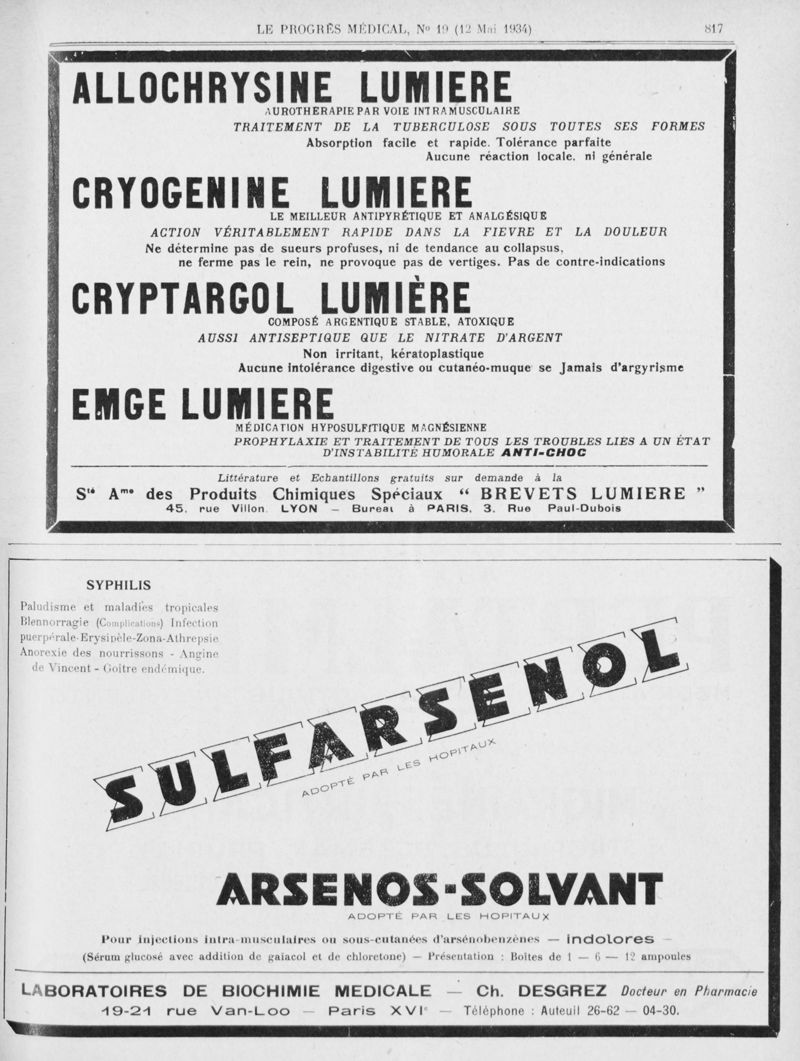 LE PROGRÈS MÉDICAL, No 19 (12 Mai 1934) 817
ALLOCHRYSINE LUMIERE
AUROTHERAPIE PAR VOIE INTRAMUSCULAIRE
TRAITEMENT DE LA TUBERCULOSE SOUS TOUTES SES FORMES
Absorption facile et rapide. Tolérance parfaite
Aucune réaction locale, ni générale
CRYOGENINE LUMIERE
LE MEILLEUR ANTIPYRÉTIQUE ET ANALGÉSIQUE
ACTION VÉRITABLEMENT RAPIDE DANS LA FIEVRE ET LA DOULEUR
Ne détermine pas de sueurs profuses, ni de tendance au collapsus,
ne ferme pas le rein, ne provoque pas de vertiges. Pas de contre-indications
CRYPTARGOL LUMIÈRE
COMPOSÉ ARGENTIQUE STABLE, ATOXIQUE
AUSSI ANTISEPTIQUE QUE LE NITRATE D'ARGENT
Non irritant, kératoplastique
Aucune intolérance digestive ou cutanéo-muque se Jamais d'argyrisme
EMGE LUMIERE
MÉDICATION HYPOSULFITIQUE MAGNÉSIENNE
PROPHYLAXIE ET TRAITEMENT DE TOUS LES TROUBLES LIES A UN ÉTAT
D'INSTABILITÉ HUMORALE ANTI-CHOC
Littérature et Echantillons gratuits sur demande à la
Sté Ame des Produits Chimiques Spéciaux “ BREVETS LUMIERE ”
45, rue Villon. LYON — Bureau à PARIS, 3, Rue Paul-Dubois
SYPHILIS
Paludisme et maladies tropicales
Blennorragie (Complications) Infection
puerpérale-Erysipèle-Zona-Athrepsie
Anorexie des nourrissons - Angine
de Vincent - Goitre endémique.
SULFARSENOL
ADOPTÉ PAR LES HOPITAUX
ARSENOS-SOLVANT
ADOPTÉ PAR LES HOPITAUX
Pour injections intra-musculaires ou sous-cutanées d'arsénobenzènes — indolores —
(Sérum glucosé avec addition de gaïacol et de chloretone) — Présentation : Boîtes de 1 — 6 — 12 ampoules
LABORATOIRES DE BIOCHIMIE MEDICALE — Ch. DESGREZ Docteur en Pharmacie
19-21 rue Van-Loo — Paris XVIe — Téléphone : Auteuil 26-62 — 04-30.